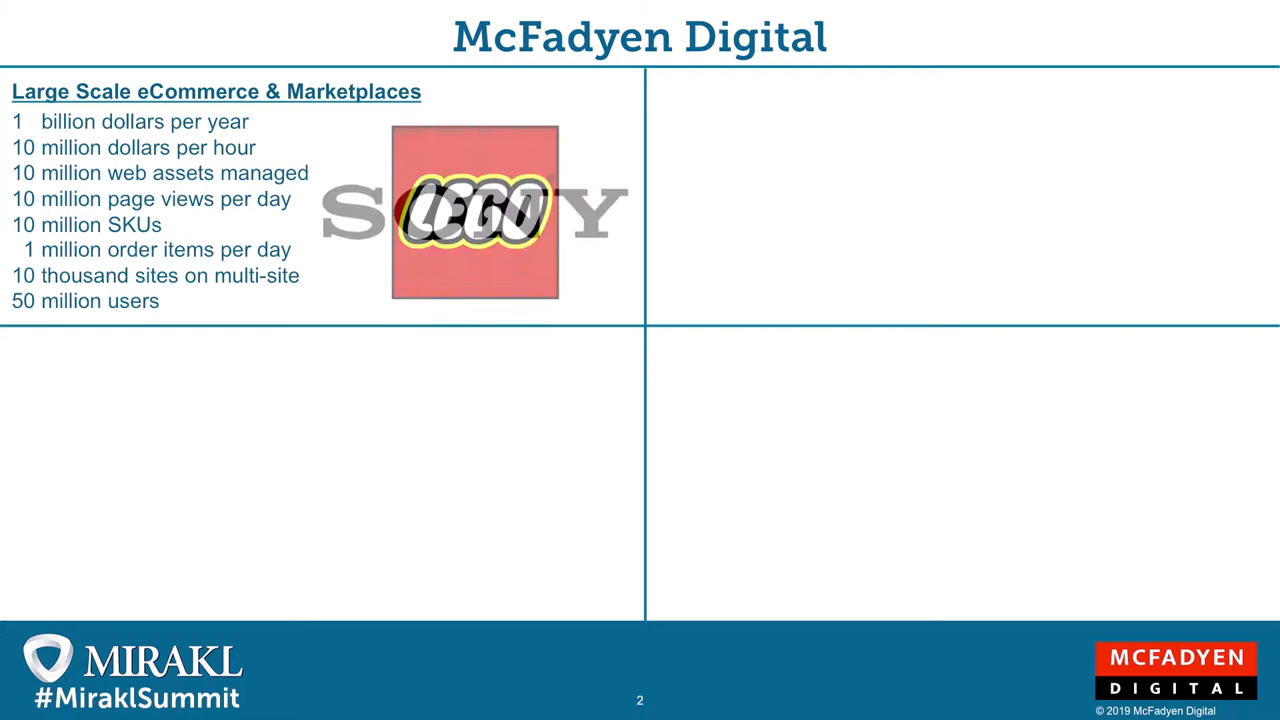 McFadyen Digital
Large Scale eCommerce & Marketplaces
1 billion dollars per year
10 million dollars per hour
10 million web assets managed
10 million page views per day
10 million SKUs
1 million order items per day
10 thousand sites on multi-site
50 million users
SONY
LEGO
MIRAKL
#MiraklSummit
2
MCFADYEN
DIGITAL
© 2019 McFadyen Digital